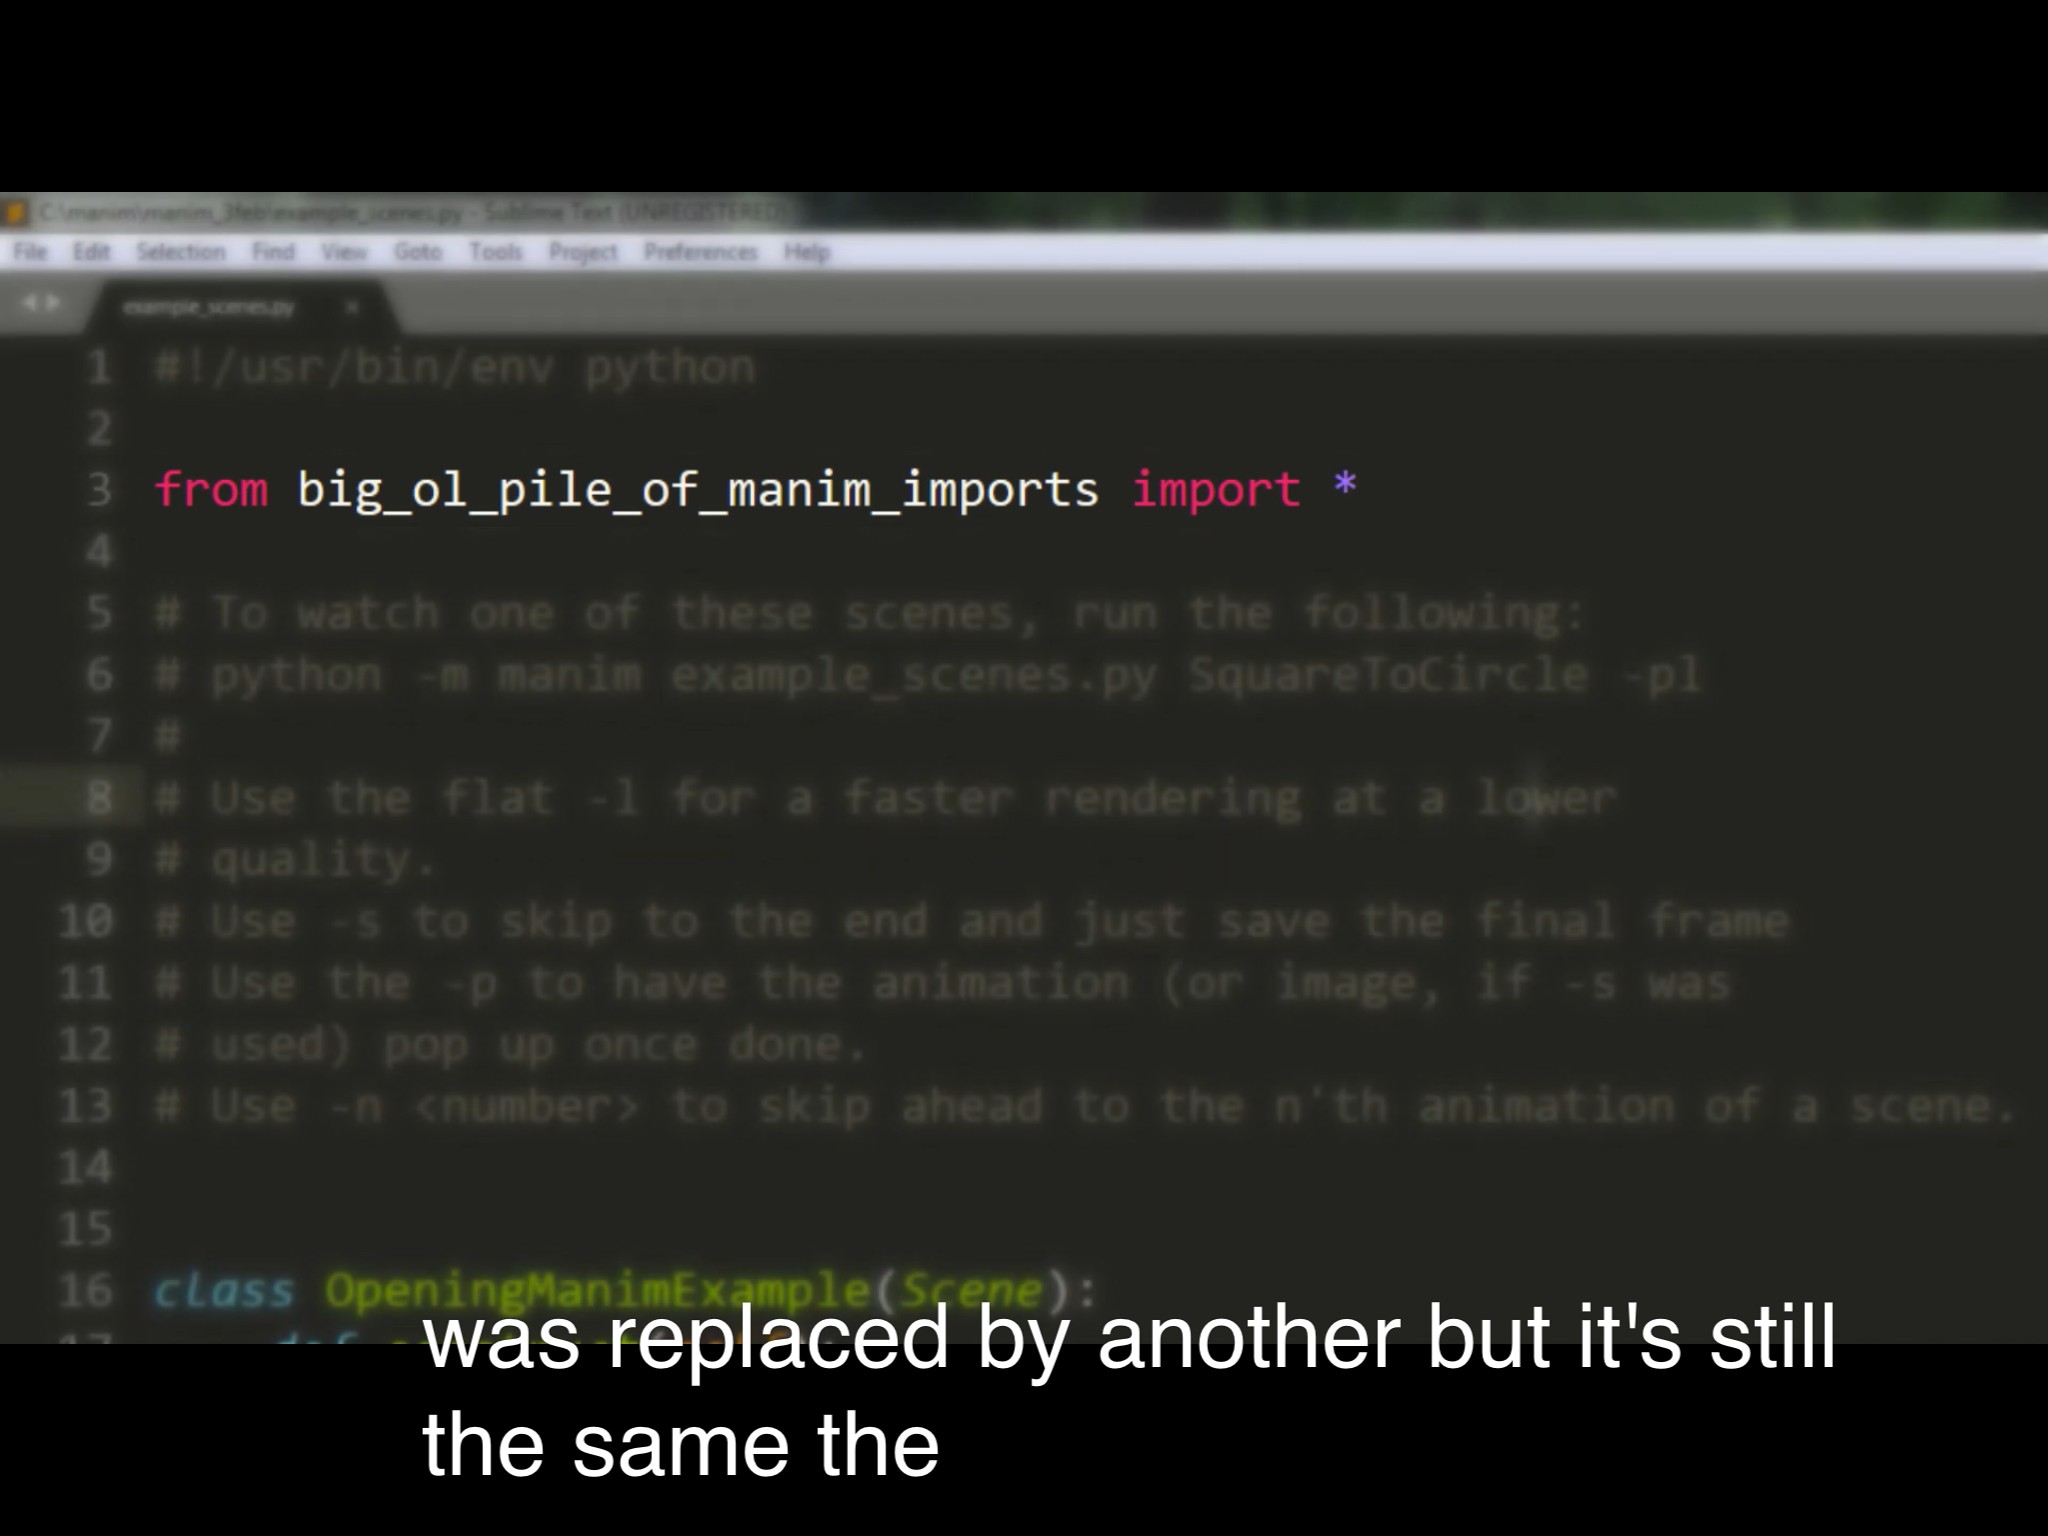 C:\manim\manim_3feb\example_scenes.py - Sublime Text (UNREGISTERED)
File Edit Selection Find View Goto Tools Project Preferences Help
example_scenes.py ×
1 #!/usr/bin/env python
2
3 from big_ol_pile_of_manim_imports import *
4
5 # To watch one of these scenes, run the following:
6 # python -m manim example_scenes.py SquareToCircle -pl
7 #
8 # Use the flat -l for a faster rendering at a lower
9 # quality.
10 # Use -s to skip to the end and just save the final frame
11 # Use the -p to have the animation (or image, if -s was
12 # used) pop up once done.
13 # Use -n <number> to skip ahead to the n'th animation of a scene.
14
15
16 class OpeningManimExample(Scene):
17 def
was replaced by another but it's still
the same the